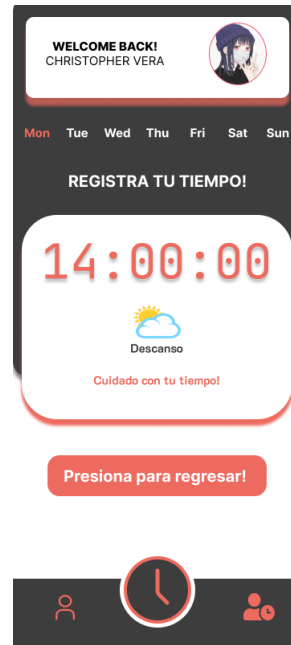 WELCOME BACK!
CHRISTOPHER VERA
Mon Tue Wed Thu Fri Sat Sun
REGISTRA TU TIEMPO!
14:00:00
Descanso
Cuidado con tu tiempo!
Presiona para regresar!